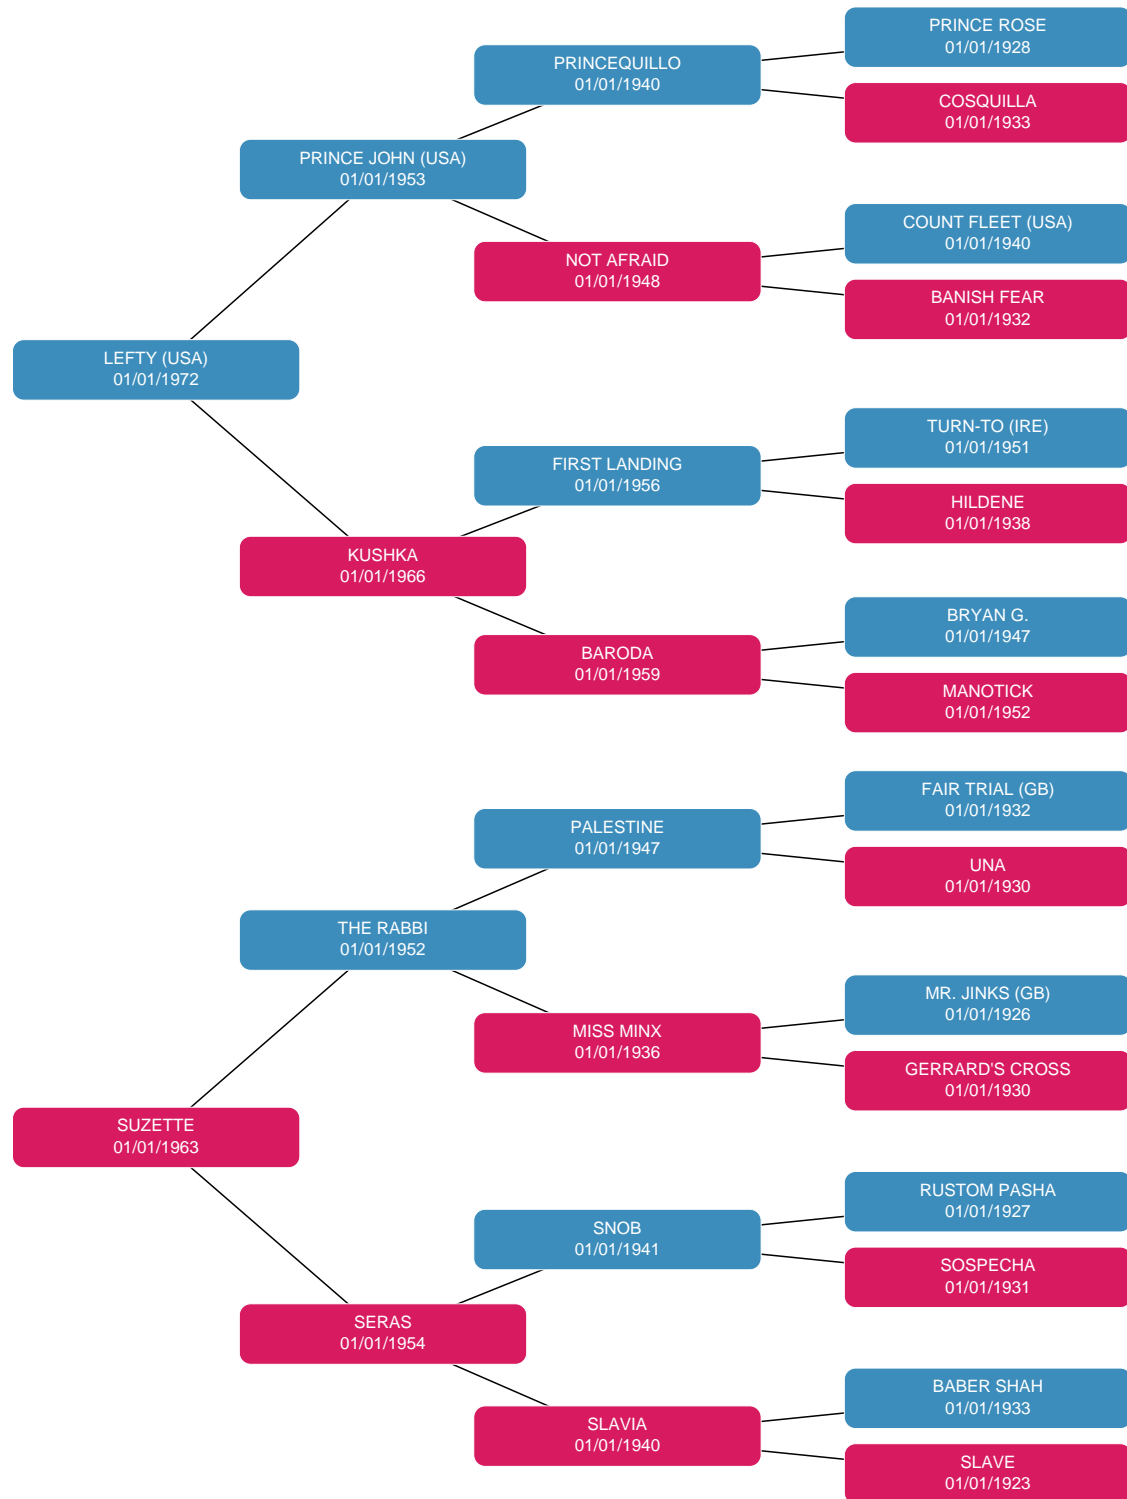 PRINCE ROSE
01/01/1928
PRINCEQUILLO
01/01/1940
COSQUILLA
01/01/1933
PRINCE JOHN (USA)
01/01/1953
COUNT FLEET (USA)
01/01/1940
NOT AFRAID
01/01/1948
BANISH FEAR
01/01/1932
LEFTY (USA)
01/01/1972
TURN-TO (IRE)
01/01/1951
FIRST LANDING
01/01/1956
HILDENE
01/01/1938
KUSHKA
01/01/1966
BRYAN G.
01/01/1947
BARODA
01/01/1959
MANOTICK
01/01/1952
FAIR TRIAL (GB)
01/01/1932
PALESTINE
01/01/1947
UNA
01/01/1930
THE RABBI
01/01/1952
MR. JINKS (GB)
01/01/1926
MISS MINX
01/01/1936
GERRARD'S CROSS
01/01/1930
SUZETTE
01/01/1963
RUSTOM PASHA
01/01/1927
SNOB
01/01/1941
SOSPECHA
01/01/1931
SERAS
01/01/1954
BABER SHAH
01/01/1933
SLAVIA
01/01/1940
SLAVE
01/01/1923